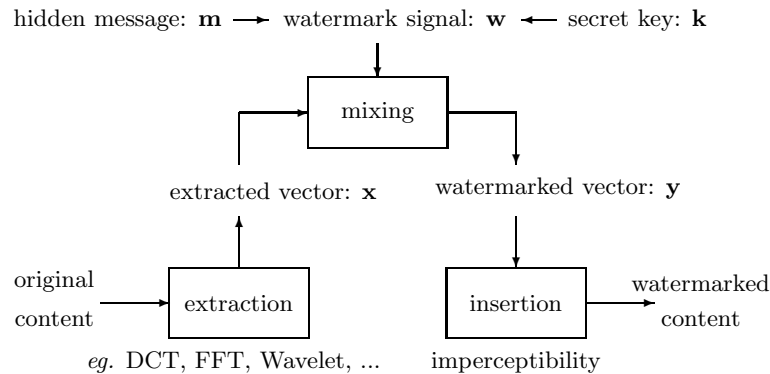 hidden message: m watermark signal: w secret key: k
mixing
extracted vector: x
watermarked vector: y
original
content
extraction
insertion
watermarked
content
eg. DCT, FFT, Wavelet, ...
imperceptibility